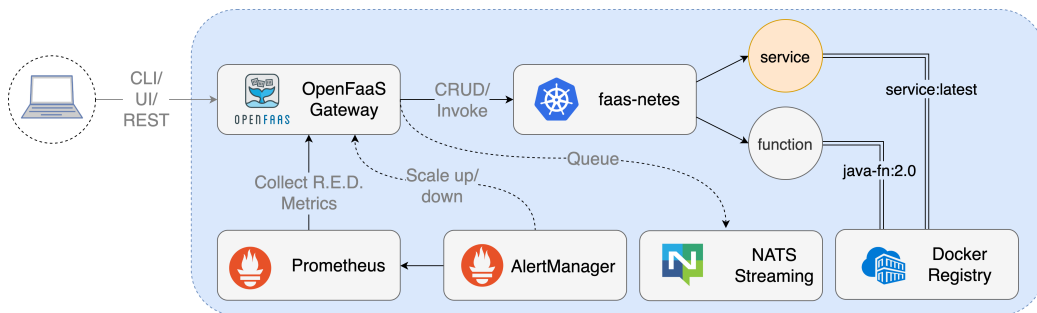 CLI/
UI/
REST
OPENFAAS
OpenFaaS
Gateway
CRUD/
Invoke
faas-netes
service
function
service:latest
java-fn:2.0
Queue
Collect R.E.D.
Metrics
Scale up/
down
Prometheus
AlertManager
N
NATS
Streaming
Docker
Registry